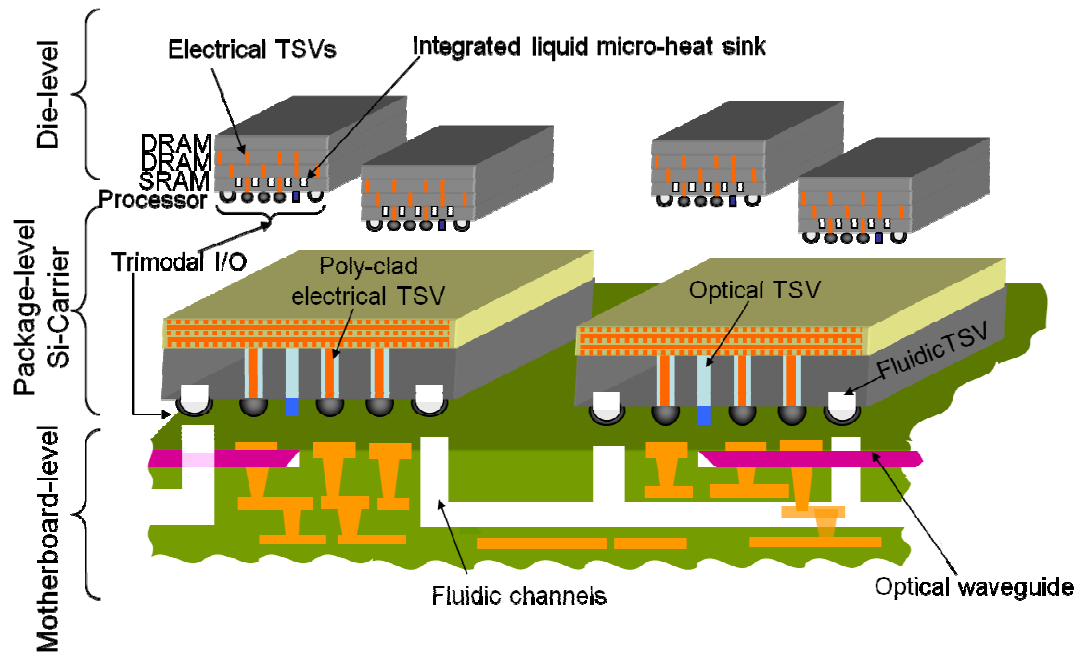 Die-level
Electrical TSVs
Integrated liquid micro-heat sink
DRAM
DRAM
SRAM
Processor
Package-level
Si-Carrier
Trimodal I/O
Poly-clad
electrical TSV
Optical TSV
FluidicTSV
Motherboard-level
Fluidic channels
Optical waveguide